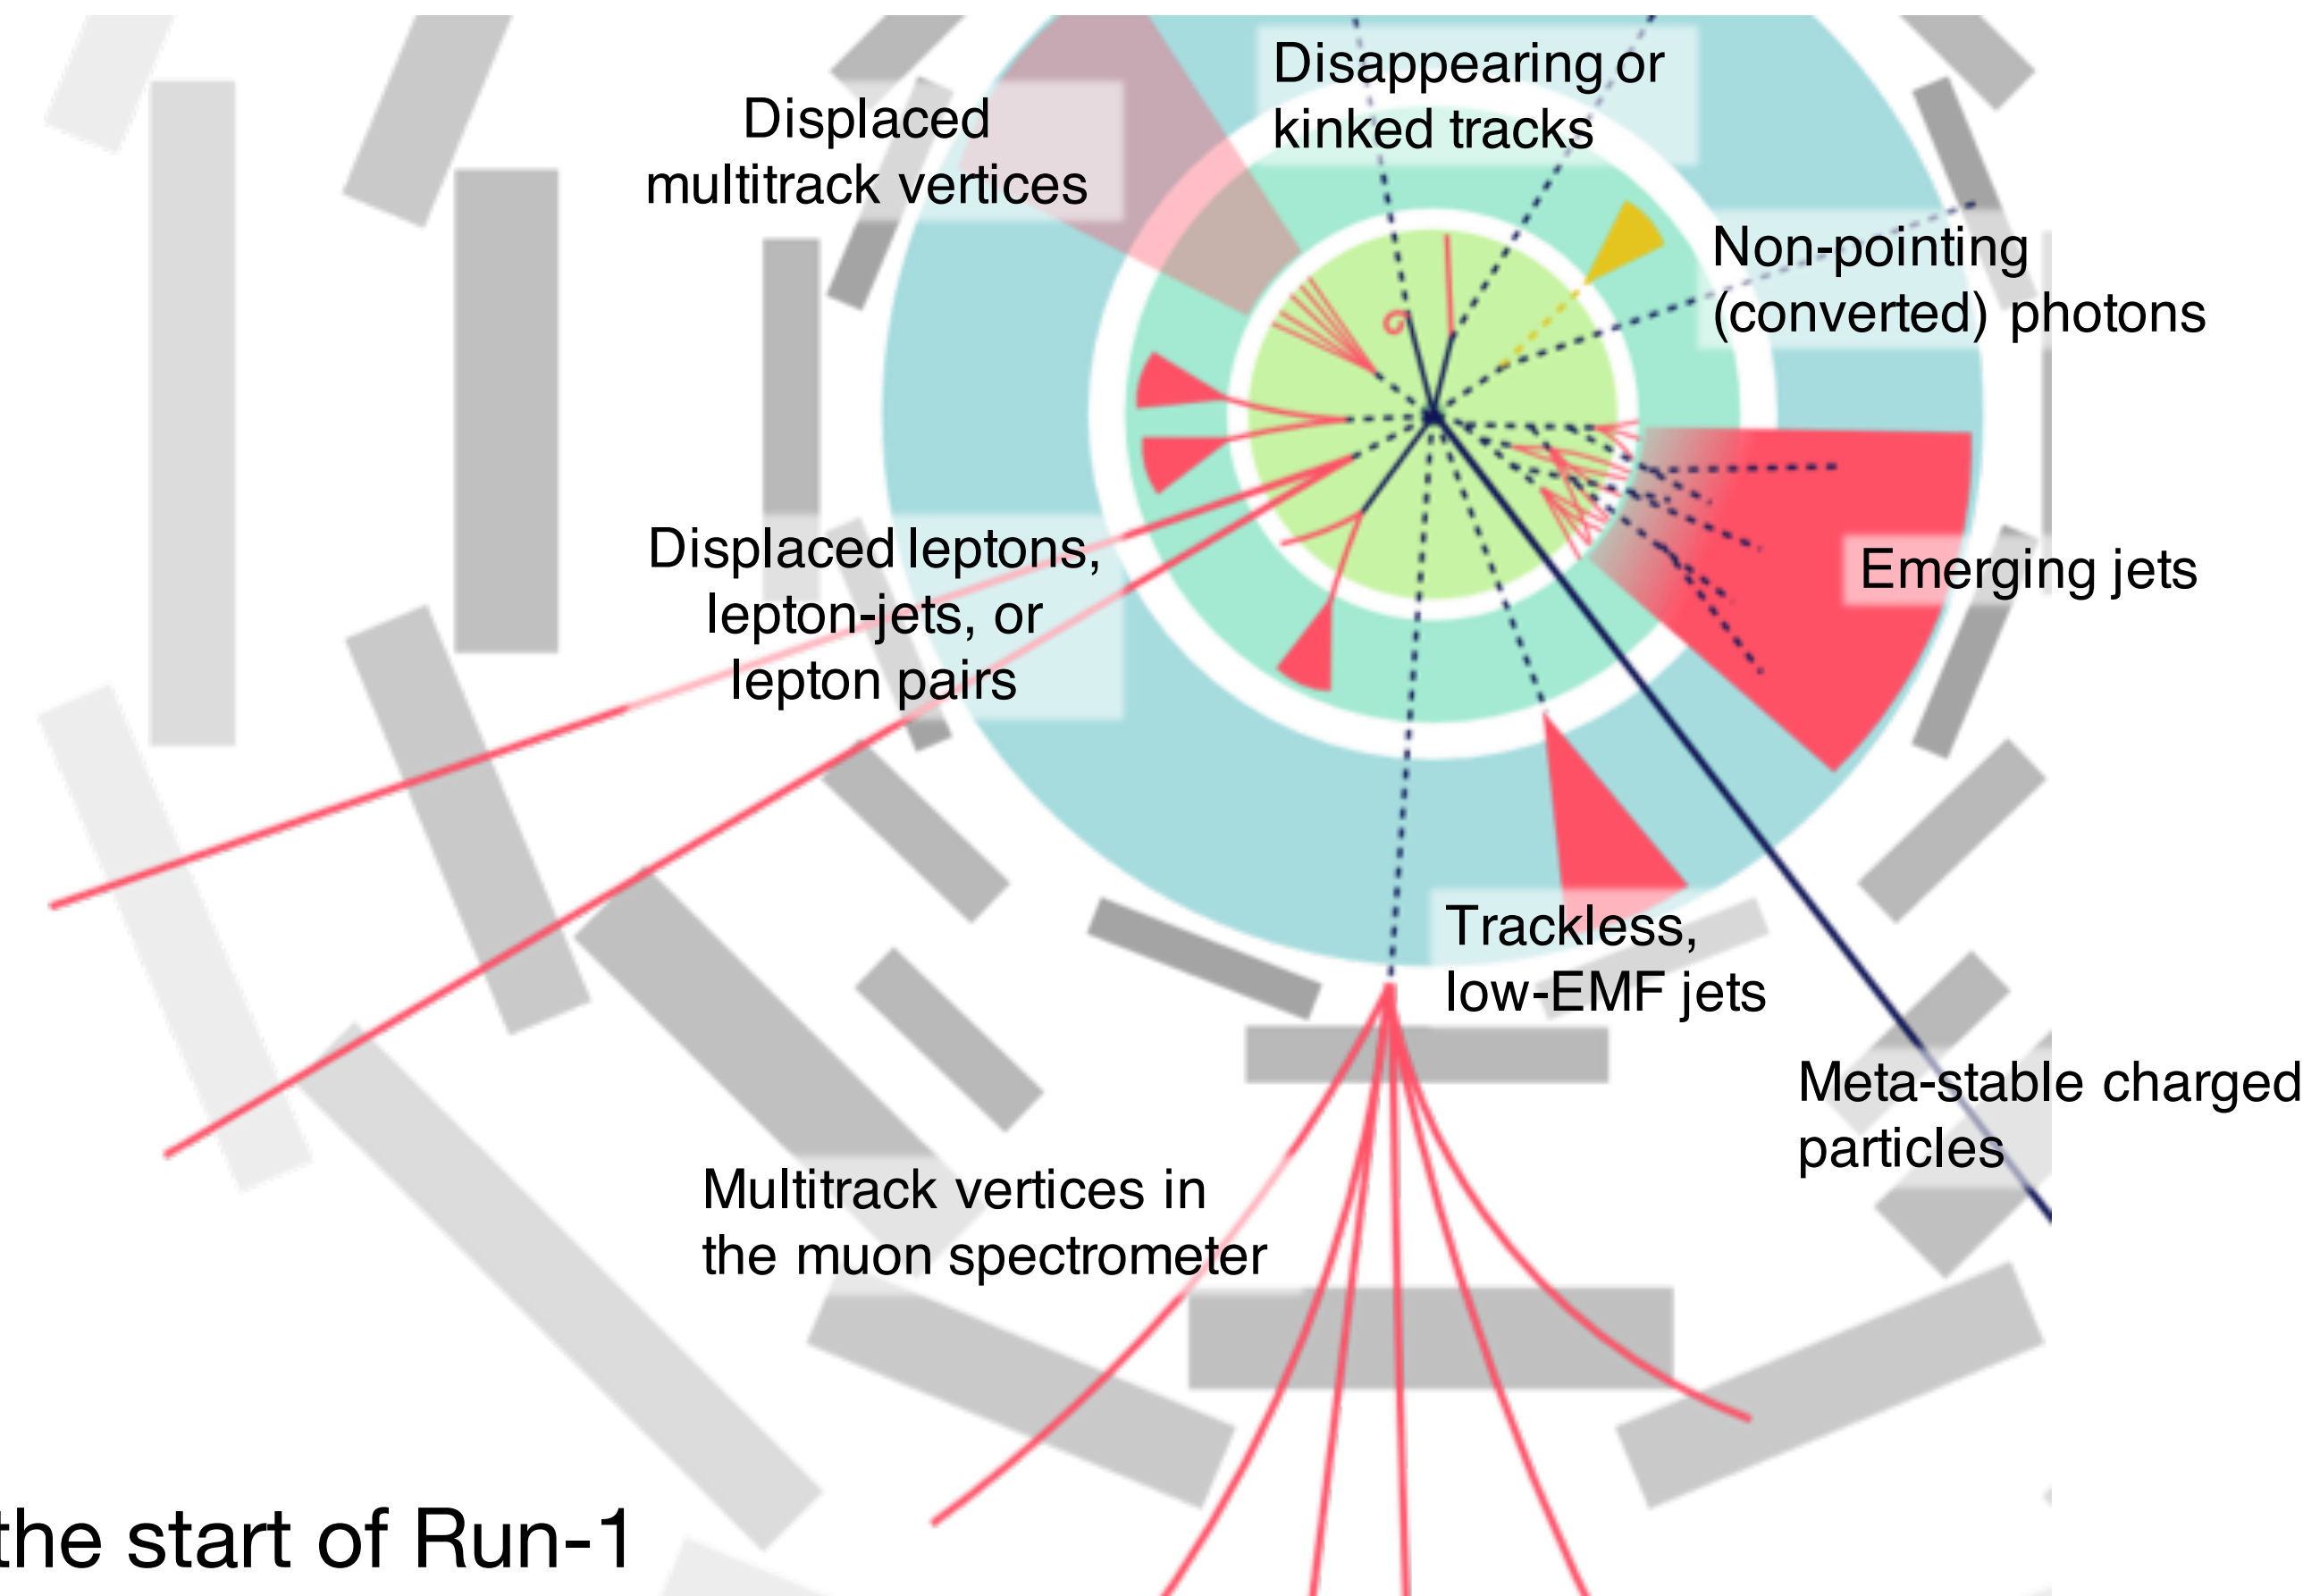 Disappearing or
kinked tracks
Displaced
multitrack vertices
Non-pointing
(converted) photons
Displaced leptons,
lepton-jets, or
lepton pairs
Emerging jets
Trackless,
low-EMF jets
Meta-stable charged
particles
Multitrack vertices in
the muon spectrometer
the start of Run-1